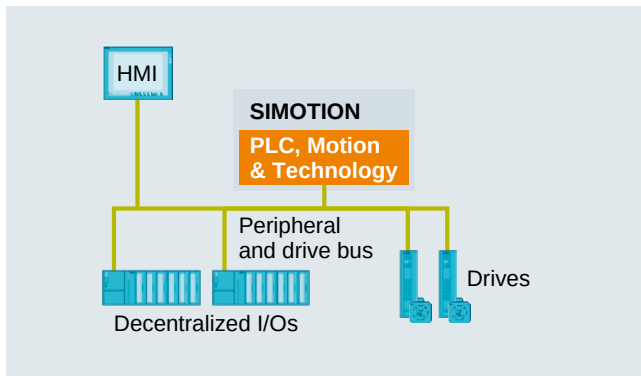 HMI
SIMOTION
PLC, Motion
& Technology
Peripheral
and drive bus
Drives
Decentralized I/Os